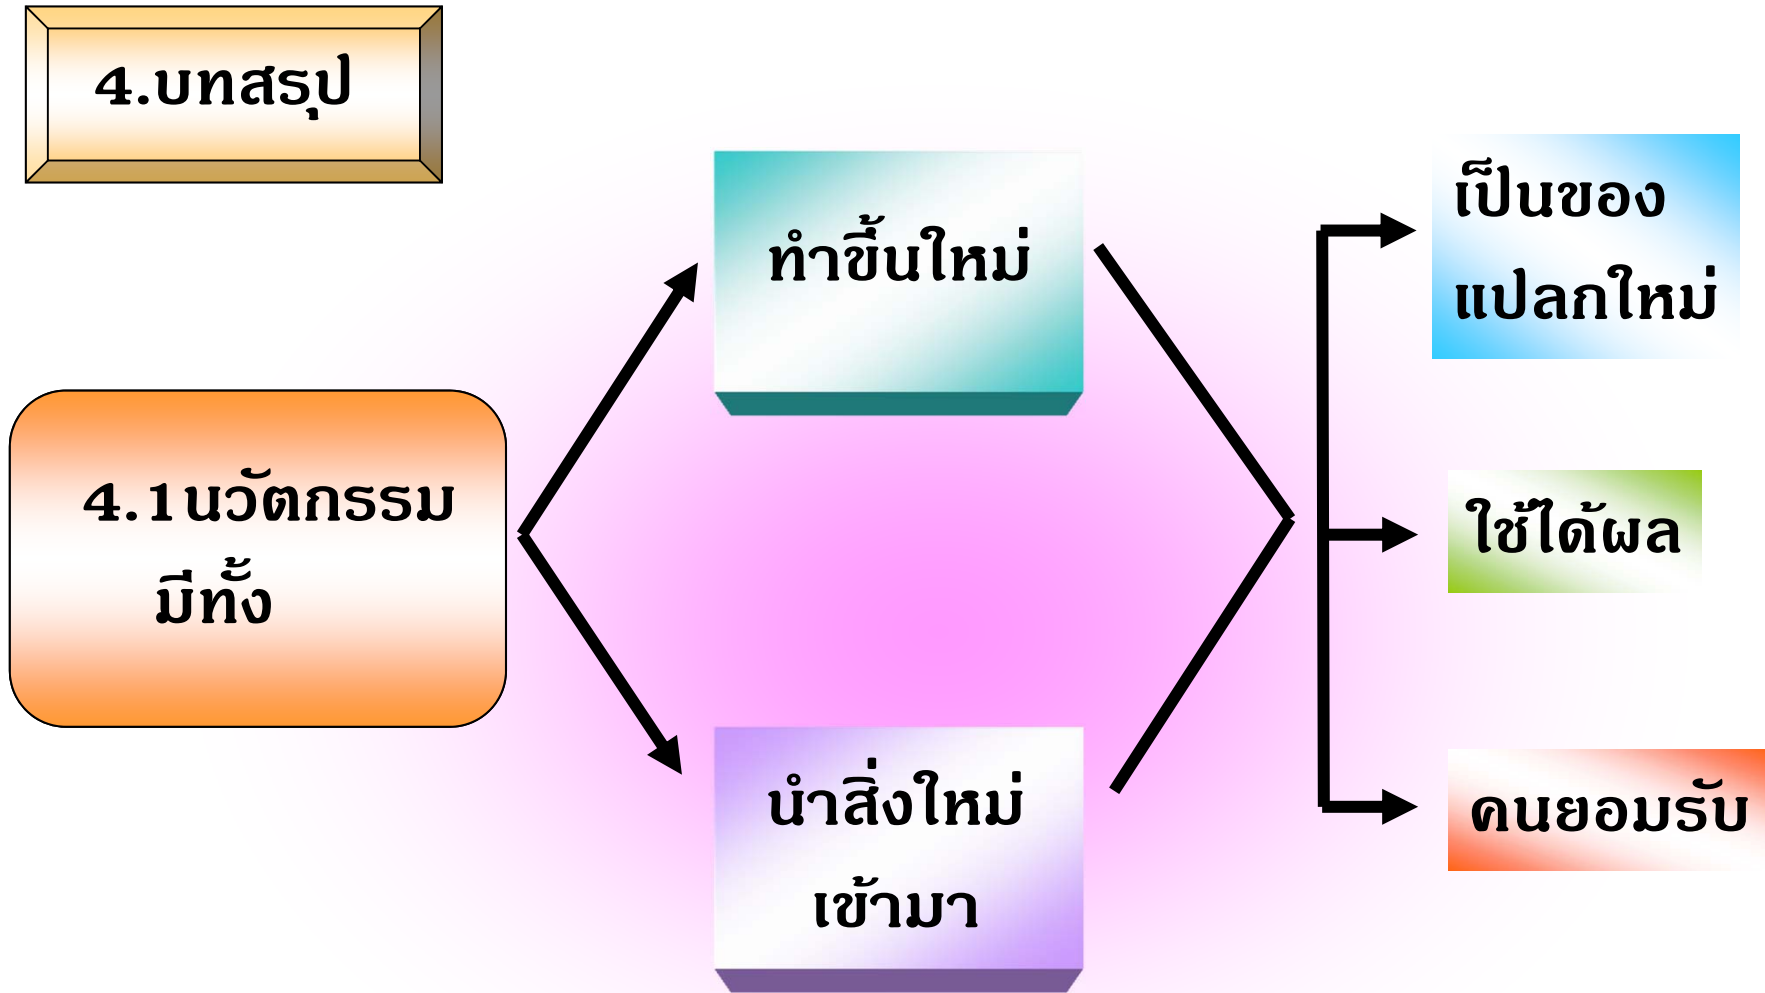 4.บทสรุป
4.1นวัตกรรม
มีทั้ง
ทำขึ้นใหม่
นำสิ่งใหม่
เข้ามา
เป็นของ
แปลกใหม่
ใช้ได้ผล
คนยอมรับ